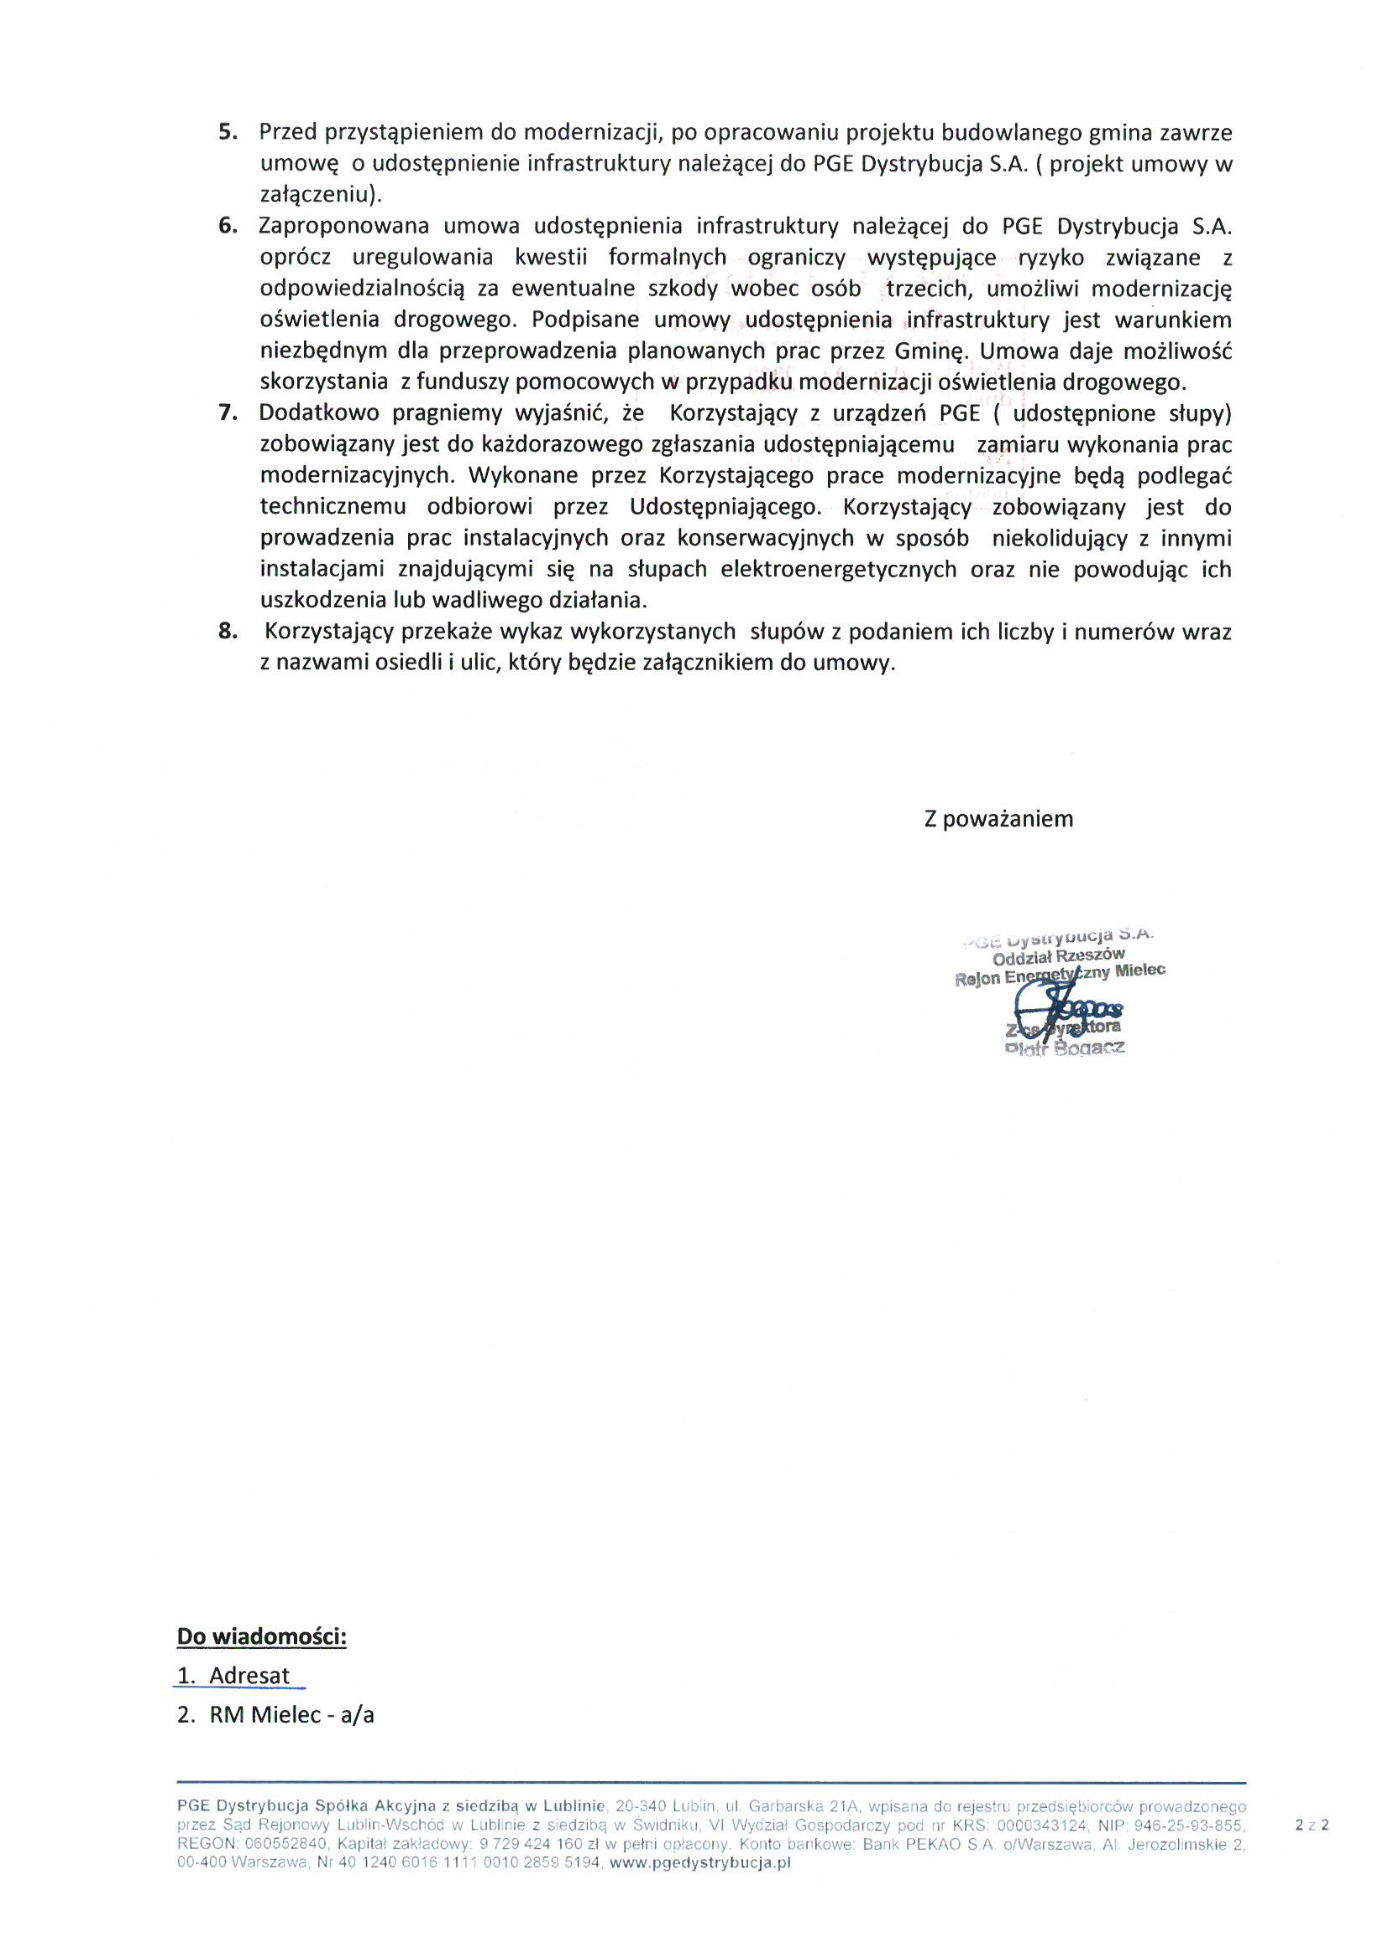 5. Przed przystąpieniem do modernizacji, po opracowaniu projektu budowlanego gmina zawrze
umowę o udostępnienie infrastruktury należącej do PGE Dystrybucja S.A. ( projekt umowy w
załączeniu).
6. Zaproponowana umowa udostępnienia infrastruktury należącej do PGE Dystrybucja S.A.
oprócz uregulowania kwestii formalnych ograniczy występujące ryzyko związane z
odpowiedzialnością za ewentualne szkody wobec osób trzecich, umożliwi modernizację
oświetlenia drogowego. Podpisane umowy udostępnienia infrastruktury jest warunkiem
niezbędnym dla przeprowadzenia planowanych prac przez Gminę. Umowa daje możliwość
skorzystania z funduszy pomocowych w przypadku modernizacji oświetlenia drogowego.
7. Dodatkowo pragniemy wyjaśnić, że Korzystający z urządzeń PGE ( udostępnione słupy)
zobowiązany jest do każdorazowego zgłaszania udostępniającemu zamiaru wykonania prac
modernizacyjnych. Wykonane przez Korzystającego prace modernizacyjne będą podlegać
technicznemu odbiorowi przez Udostępniającego. Korzystający zobowiązany jest do
prowadzenia prac instalacyjnych oraz konserwacyjnych w sposób niekolidujący z innymi
instalacjami znajdującymi się na słupach elektroenergetycznych oraz nie powodując ich
uszkodzenia lub wadliwego działania.
8. Korzystający przekaże wykaz wykorzystanych słupów z podaniem ich liczby i numerów wraz
z nazwami osiedli i ulic, który będzie załącznikiem do umowy.
Z poważaniem
PGE Dystrybucja S.A.
Oddział Rzeszów
Rejon Energetyczny Mielec
Z-ca Dyrektora
Piotr Bogacz
Do wiadomości:
1. Adresat
2. RM Mielec - a/a
PGE Dystrybucja Spółka Akcyjna z siedzibą w Lublinie, 20-340 Lublin, ul. Garbarska 21A, wpisana do rejestru przedsiębiorców prowadzonego
przez Sąd Rejonowy Lublin-Wschód w Lublinie z siedzibą w Świdniku, VI Wydział Gospodarczy pod nr KRS: 0000343124, NIP: 946-25-93-855,
REGON: 060552840, Kapitał zakładowy: 9 729 424 160 zł w pełni opłacony. Konto bankowe: Bank PEKAO S.A. o/Warszawa, Al. Jerozolimskie 2,
00-400 Warszawa, Nr 40 1240 6016 1111 0010 2859 5194, www.pgedystrybucja.pl
2 z 2